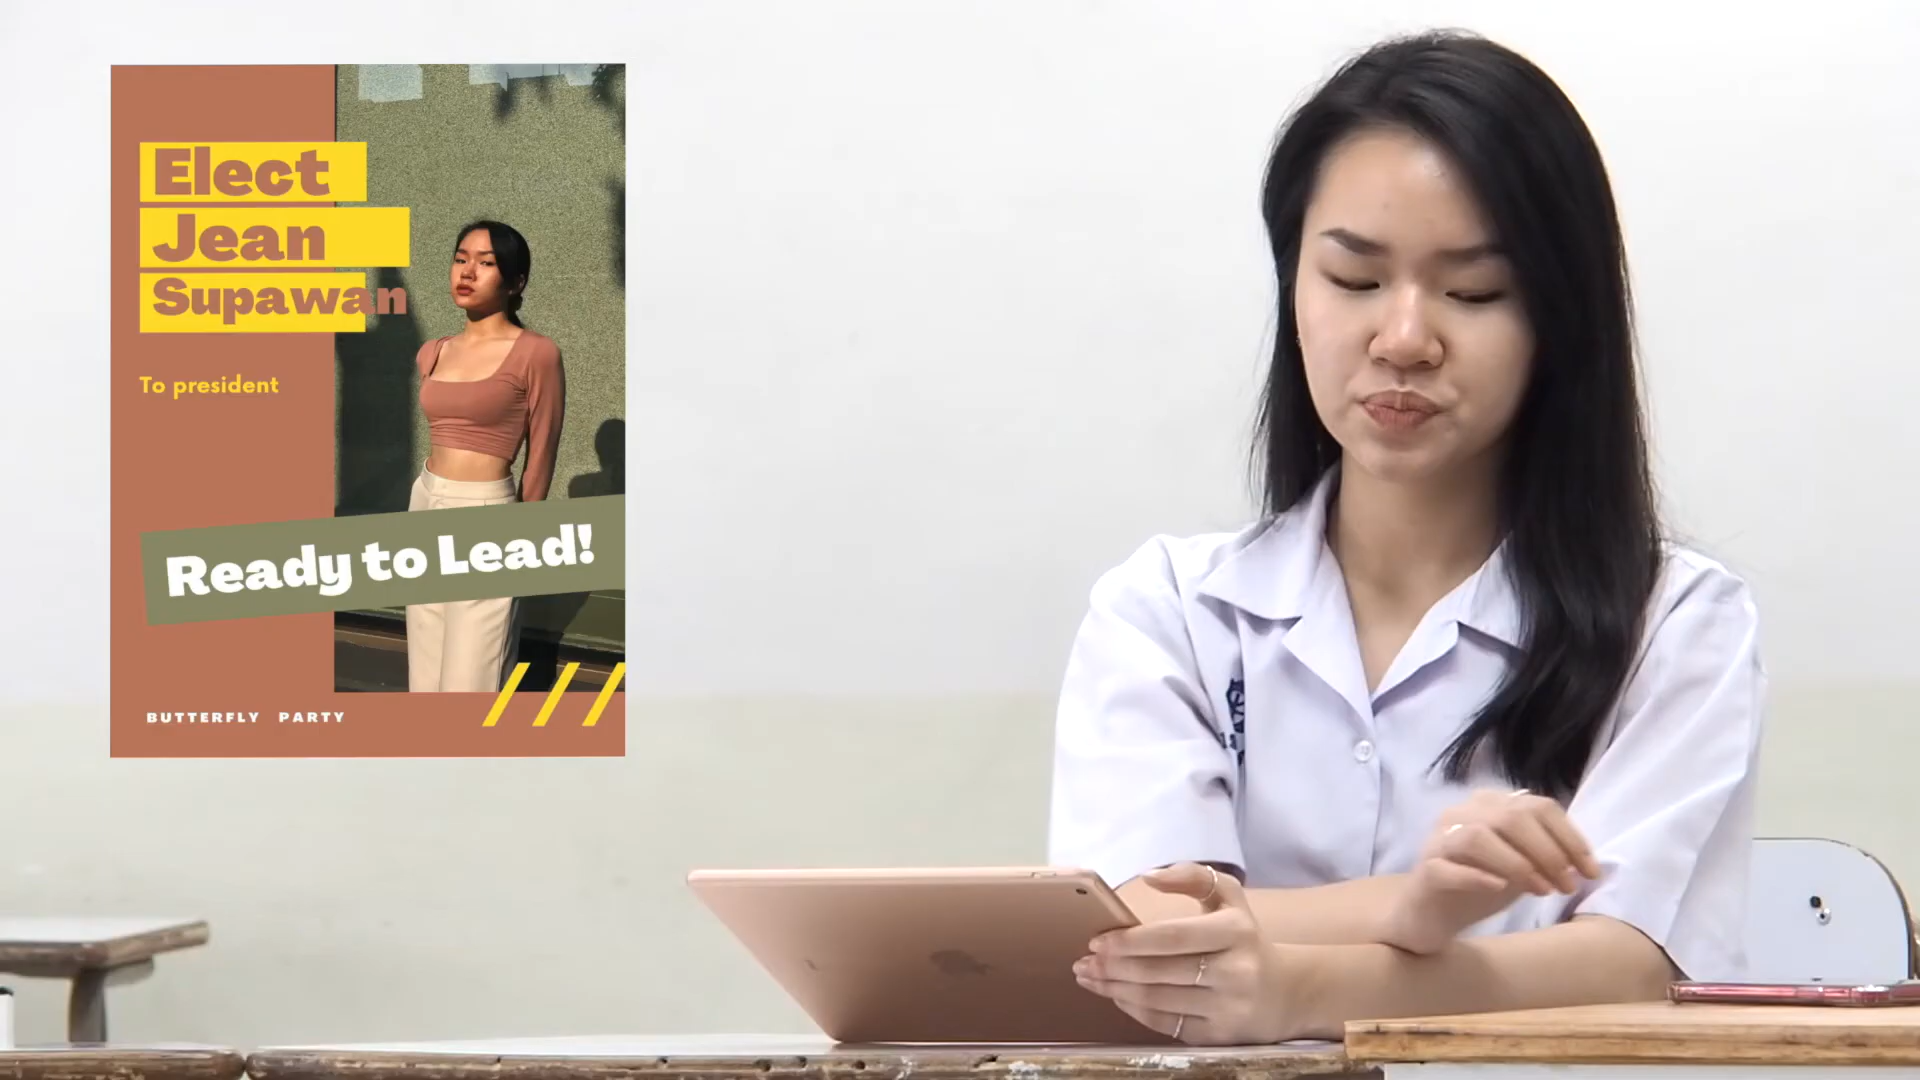 Elect
Jean
Supawan
To president
Ready to Lead!
BUTTERFLY PARTY